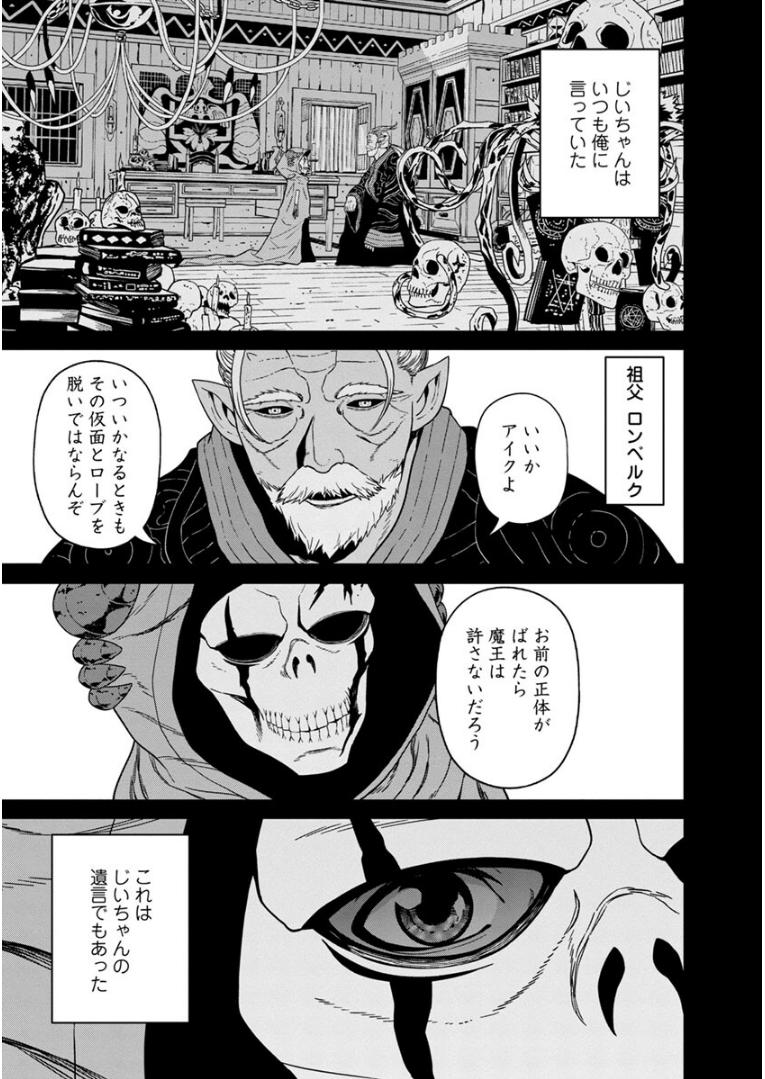 じいちゃんは
いつも俺に
言っていた
祖父 ロンベルク
いいか
アイクよ
いついかなるときも
その仮面とローブを
脱いではならんぞ
お前の正体が
ばれたら
魔王は
許さないだろう
これは
じいちゃんの
遺言でもあった